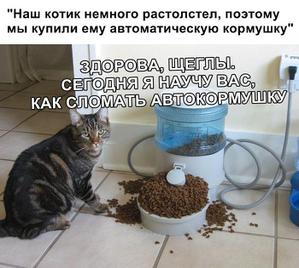 "Наш котик немного растолстел, поэтому
мы купили ему автоматическую кормушку"
ЗДОРОВА, ЩЕГЛЫ.
СЕГОДНЯ Я НАУЧУ ВАС,
КАК СЛОМАТЬ АВТОКОРМУШКУ